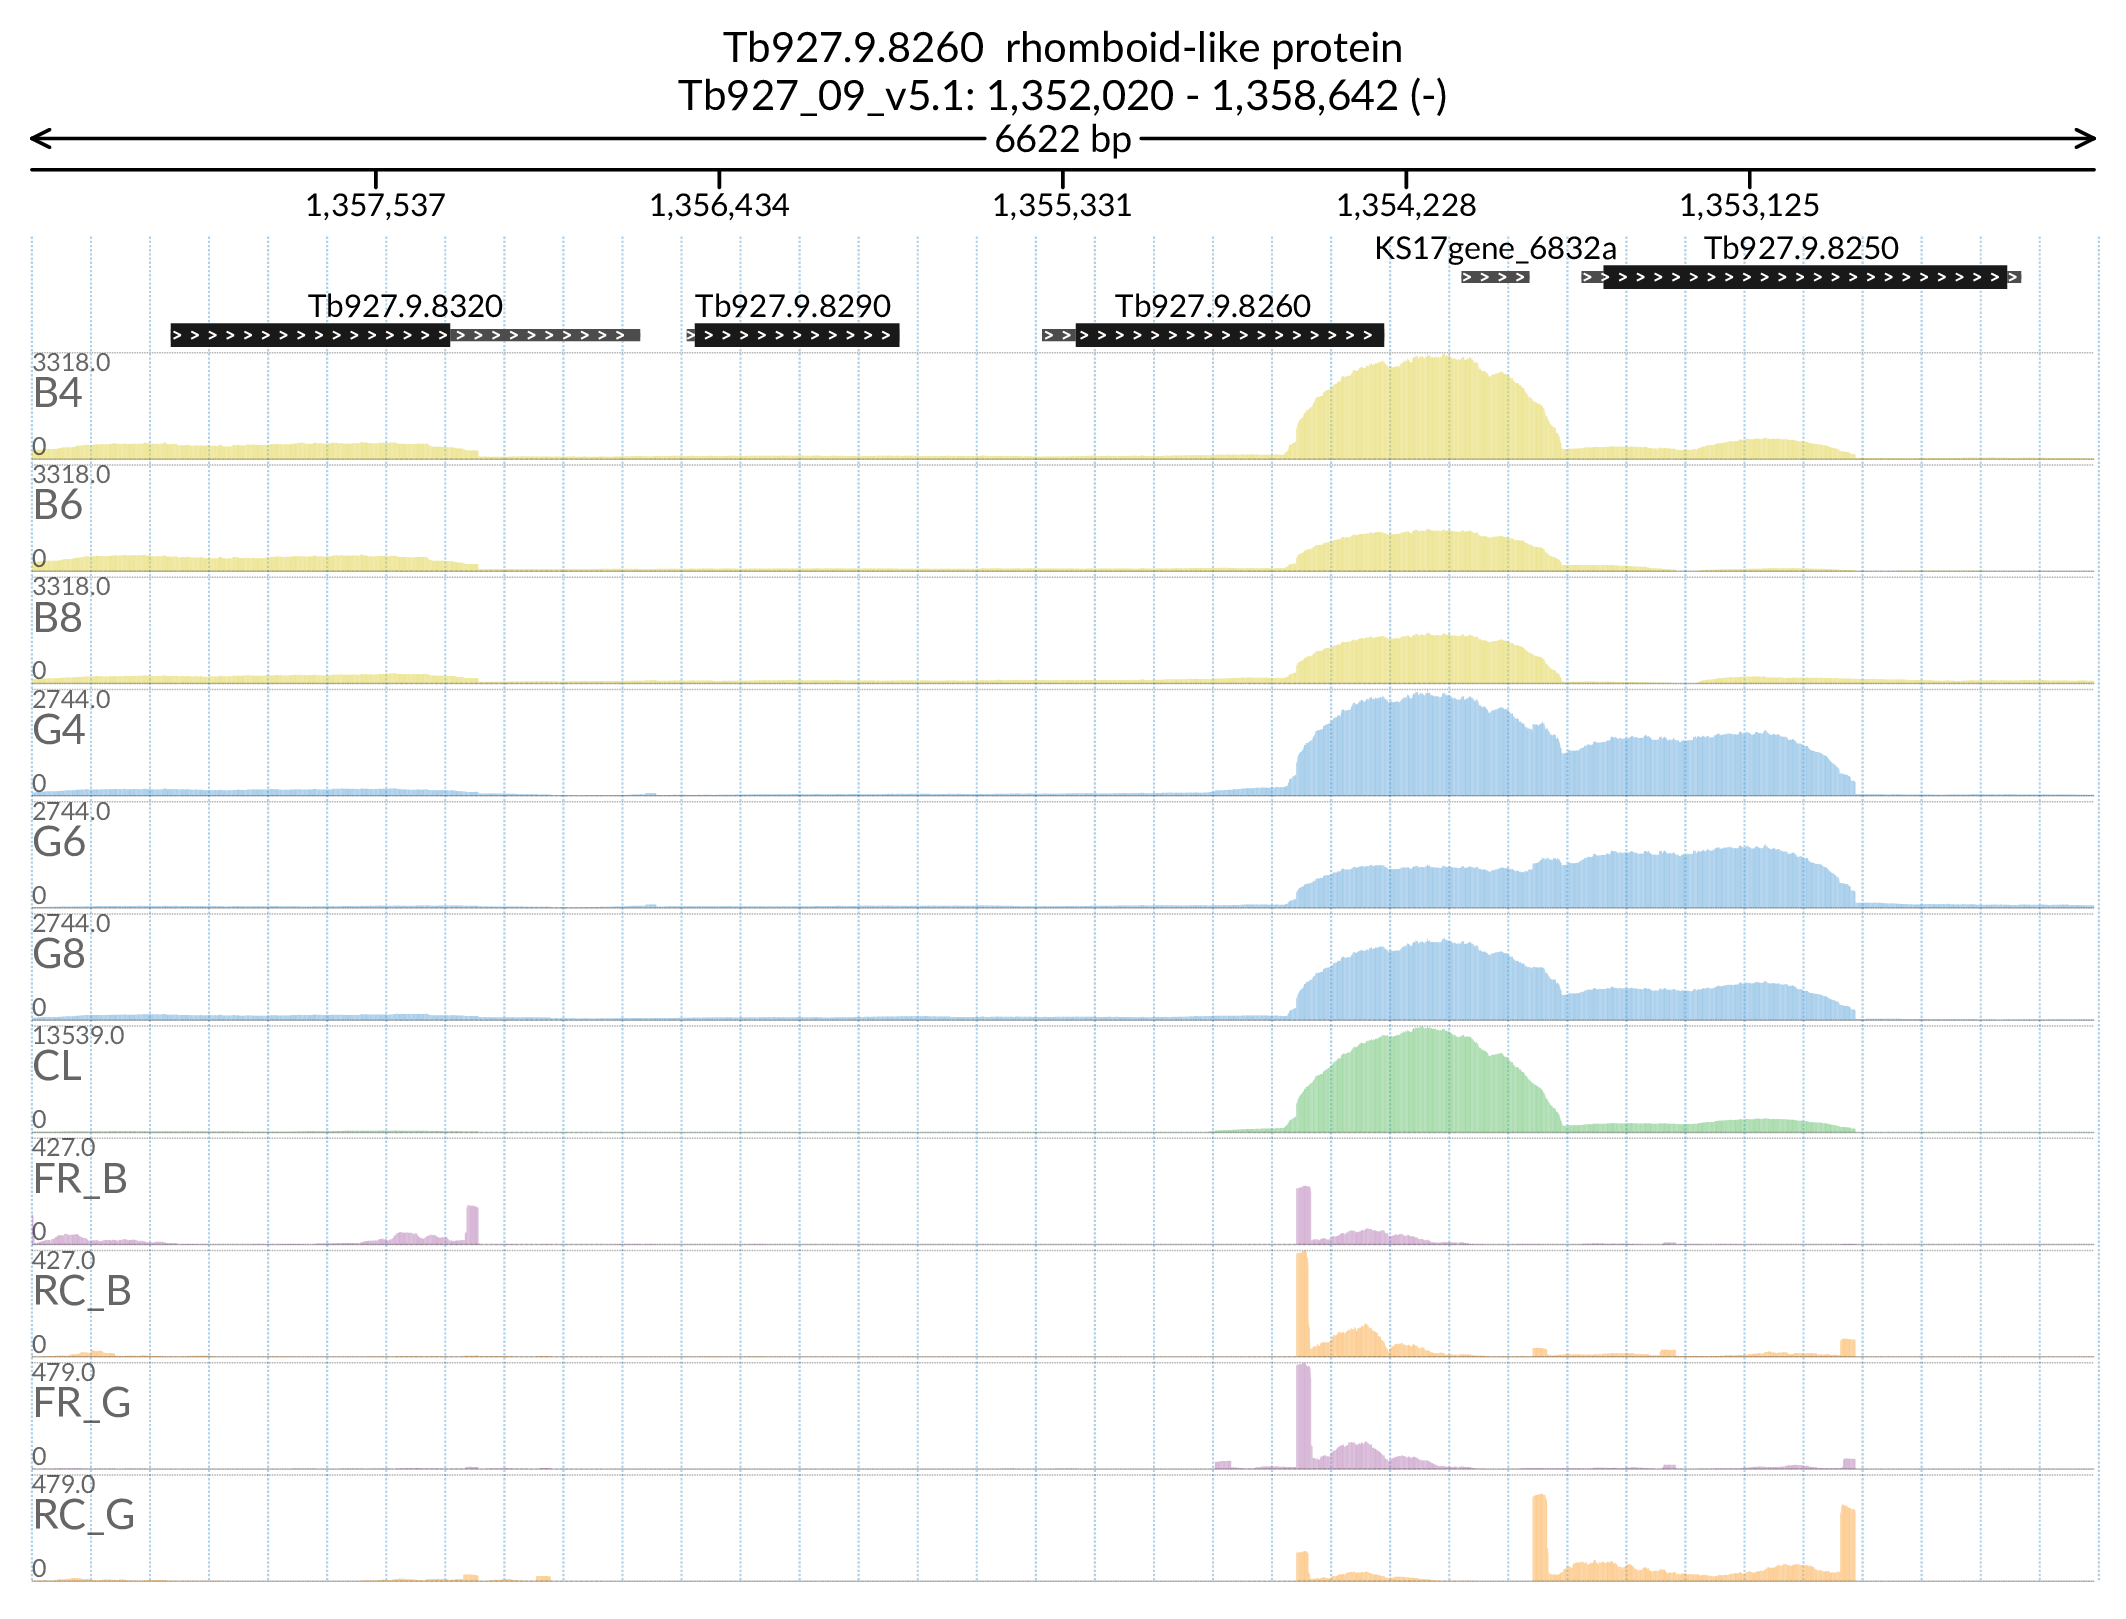 Tb927.9.8260  rhomboid-like protein
Tb927_09_v5.1: 1,352,020 - 1,358,642 (-)
6622 bp
1,357,537 1,356,434 1,355,331 1,354,228 1,353,125
KS17gene_6832a Tb927.9.8250
Tb927.9.8320 Tb927.9.8290 Tb927.9.8260
3318.0
B4
0
3318.0
B6
0
3318.0
B8
0
2744.0
G4
0
2744.0
G6
0
2744.0
G8
0
13539.0
CL
0
427.0
FR_B
0
427.0
RC_B
0
479.0
FR_G
0
479.0
RC_G
0